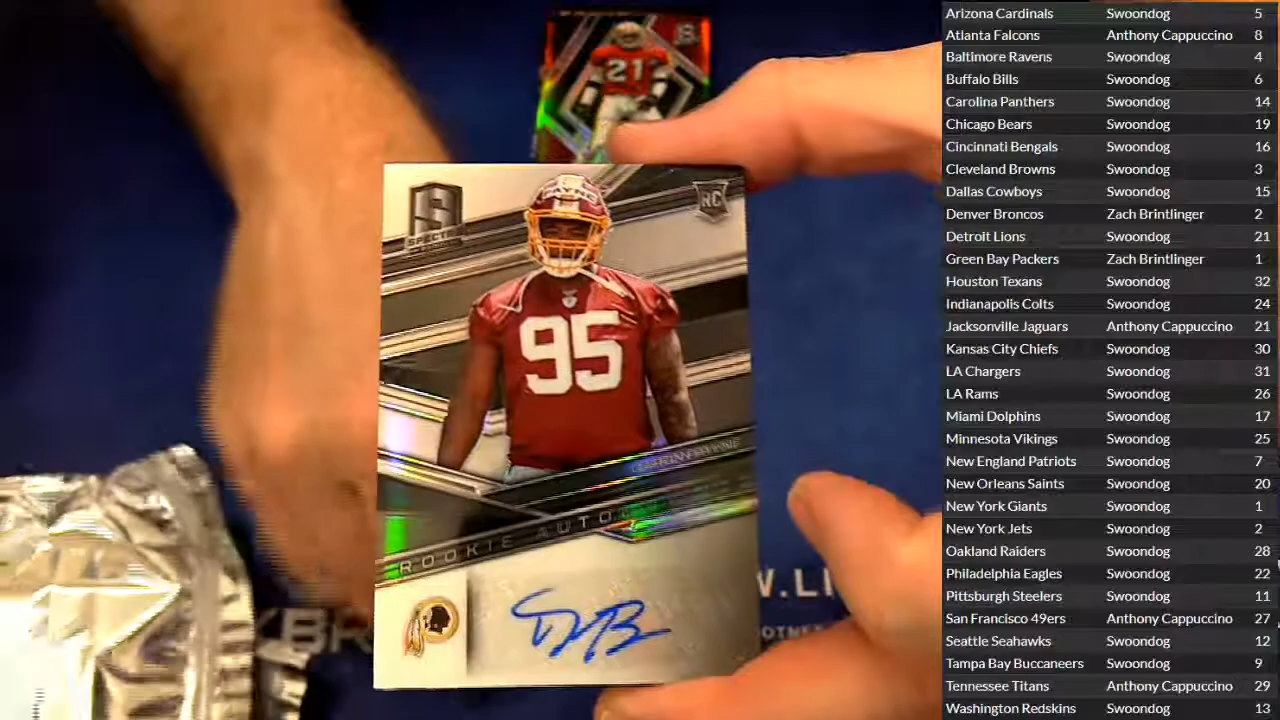 21
PAYNE
RC
SPECTRA
95
ROOKIE AUTO
W.LI
Arizona Cardinals Swoondog 5
Atlanta Falcons Anthony Cappuccino 8
Baltimore Ravens Swoondog 4
Buffalo Bills Swoondog 6
Carolina Panthers Swoondog 14
Chicago Bears Swoondog 19
Cincinnati Bengals Swoondog 16
Cleveland Browns Swoondog 3
Dallas Cowboys Swoondog 15
Denver Broncos Zach Brintlinger 2
Detroit Lions Swoondog 21
Green Bay Packers Zach Brintlinger 1
Houston Texans Swoondog 32
Indianapolis Colts Swoondog 24
Jacksonville Jaguars Anthony Cappuccino 21
Kansas City Chiefs Swoondog 30
LA Chargers Swoondog 31
LA Rams Swoondog 26
Miami Dolphins Swoondog 17
Minnesota Vikings Swoondog 25
New England Patriots Swoondog 7
New Orleans Saints Swoondog 20
New York Giants Swoondog 1
New York Jets Swoondog 2
Oakland Raiders Swoondog 28
Philadelphia Eagles Swoondog 22
Pittsburgh Steelers Swoondog 11
San Francisco 49ers Anthony Cappuccino 27
Seattle Seahawks Swoondog 12
Tampa Bay Buccaneers Swoondog 9
Tennessee Titans Anthony Cappuccino 29
Washington Redskins Swoondog 13